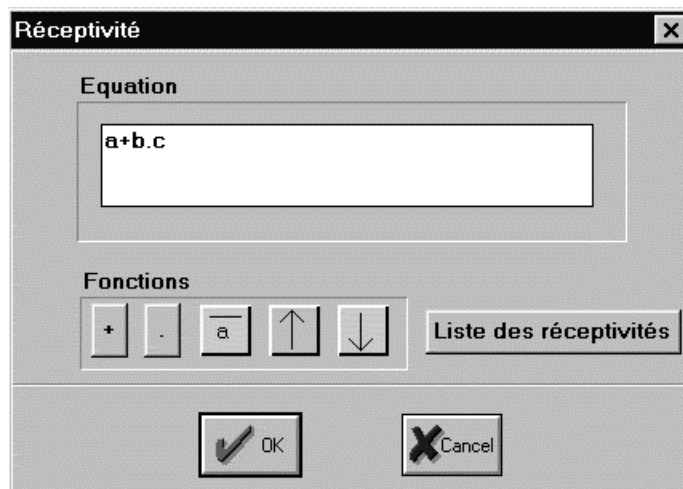 Réceptivité
Equation
a+b.c
Fonctions
+ . a
Liste des réceptivités
OK Cancel